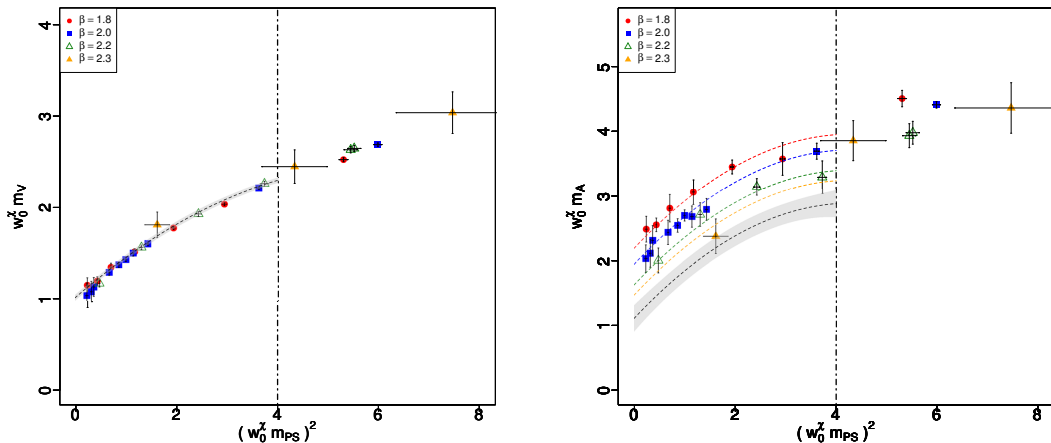 β = 1.8
β = 2.0
β = 2.2
β = 2.3
w₀^χ m_V
0 1 2 3 4
0 2 4 6 8
( w₀^χ m_PS )²
β = 1.8
β = 2.0
β = 2.2
β = 2.3
w₀^χ m_A
0 1 2 3 4 5
0 2 4 6 8
( w₀^χ m_PS )²